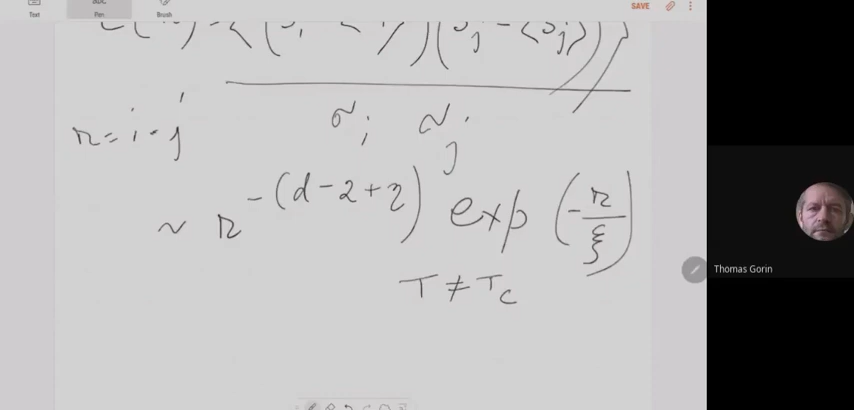 Text
Pen
Brush
SAVE
r = i - j
σ_i σ_j
~ r^{-(d-2+η)} exp(-r/ξ)
T ≠ T_c
Thomas Gorin